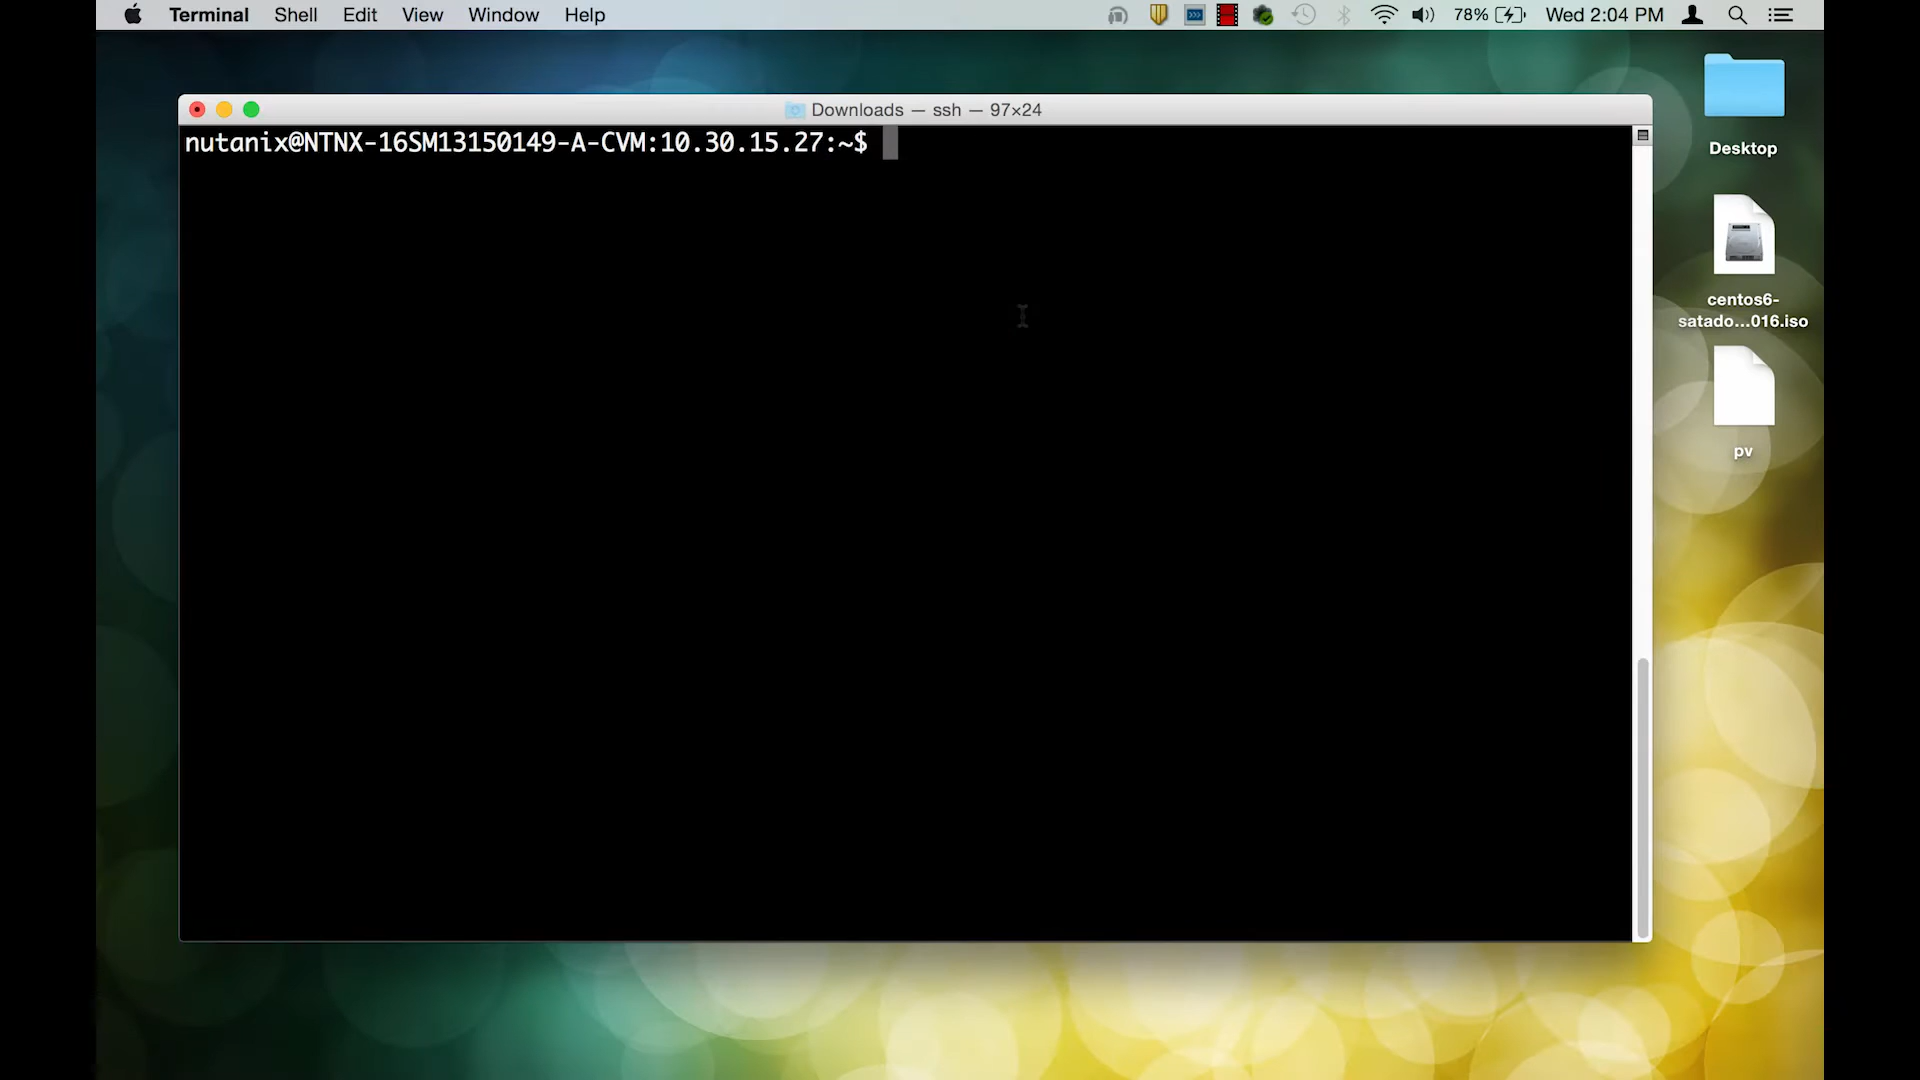 Terminal Shell Edit View Window Help 78% Wed 2:04 PM
Downloads — ssh — 97×24
nutanix@NTNX-16SM13150149-A-CVM:10.30.15.27:~$
Desktop
centos6-
satado...016.iso
pv